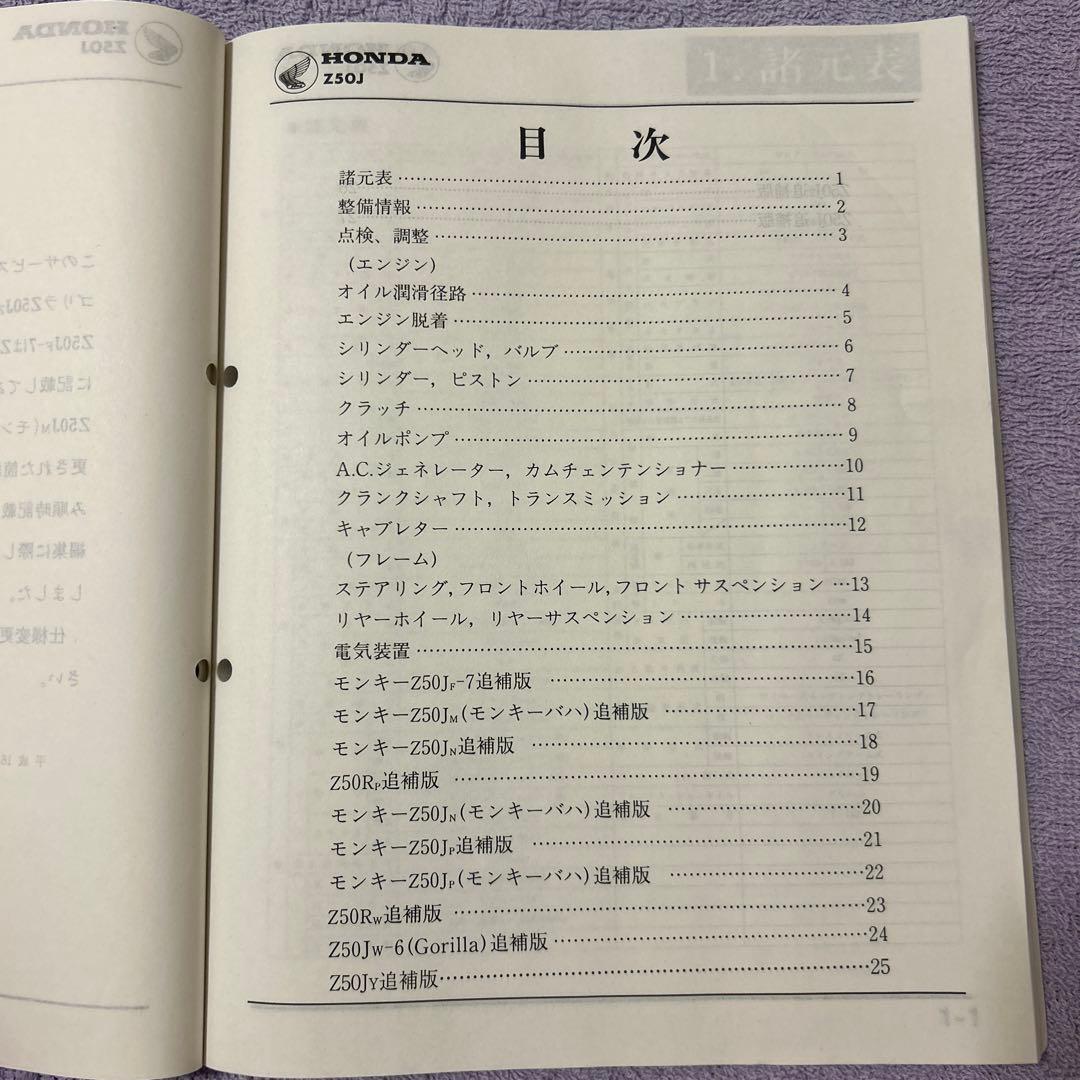 HONDA
Z50J
目 次
諸元表 1
整備情報 2
点検、調整 3
(エンジン)
オイル潤滑径路 4
エンジン脱着 5
シリンダーヘッド，バルブ 6
シリンダー，ピストン 7
クラッチ 8
オイルポンプ 9
A.C.ジェネレーター，カムチェンテンショナー 10
クランクシャフト，トランスミッション 11
キャブレター 12
(フレーム)
ステアリング,フロントホイール,フロント サスペンション 13
リヤーホイール，リヤーサスペンション 14
電気装置 15
モンキーZ50JF-7追補版 16
モンキーZ50JM(モンキーバハ)追補版 17
モンキーZ50JN追補版 18
Z50RP追補版 19
モンキーZ50JN(モンキーバハ)追補版 20
モンキーZ50JP追補版 21
モンキーZ50JP(モンキーバハ)追補版 22
Z50RW追補版 23
Z50JW-6(Gorilla)追補版 24
Z50JY追補版 25